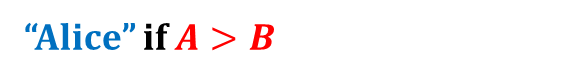 “Alice” if A > B